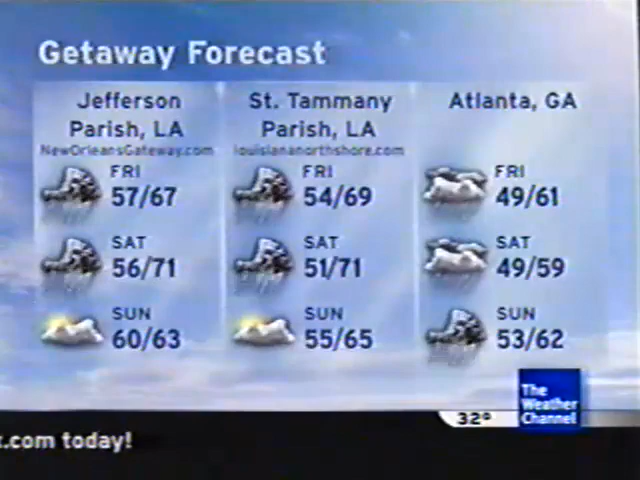 Getaway Forecast
Jefferson
Parish, LA
NewOrleansGateway.com
FRI
57/67
SAT
56/71
SUN
60/63
St. Tammany
Parish, LA
louisiananorthshore.com
FRI
54/69
SAT
51/71
SUN
55/65
Atlanta, GA
FRI
49/61
SAT
49/59
SUN
53/62
32°
The
Weather
Channel
.com today!